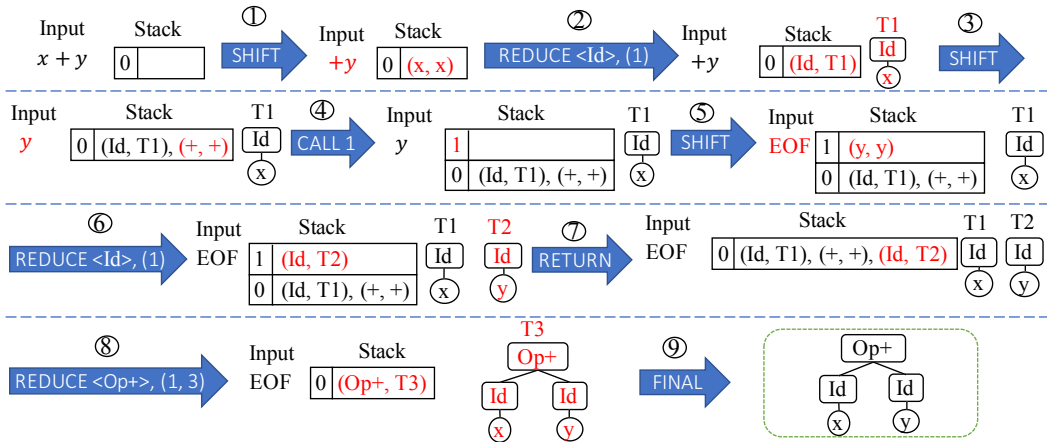 ① ② ③
Input Stack Input Stack Input Stack T1
x + y 0 SHIFT +y 0 (x, x) REDUCE <Id>, (1) +y 0 (Id, T1) Id SHIFT
x
④ ⑤
Input Stack T1 Input Stack T1 Input Stack T1
y 0 (Id, T1), (+, +) Id CALL 1 y 1 Id SHIFT EOF 1 (y, y) Id
x 0 (Id, T1), (+, +) x 0 (Id, T1), (+, +) x
⑥ ⑦
Input Stack T1 T2 Input Stack T1 T2
REDUCE <Id>, (1) EOF 1 (Id, T2) Id Id RETURN EOF 0 (Id, T1), (+, +), (Id, T2) Id Id
0 (Id, T1), (+, +) x y x y
⑧ T3 ⑨
Input Stack Op+ Op+
REDUCE <Op+>, (1, 3) EOF 0 (Op+, T3) Id Id FINAL Id Id
x y x y